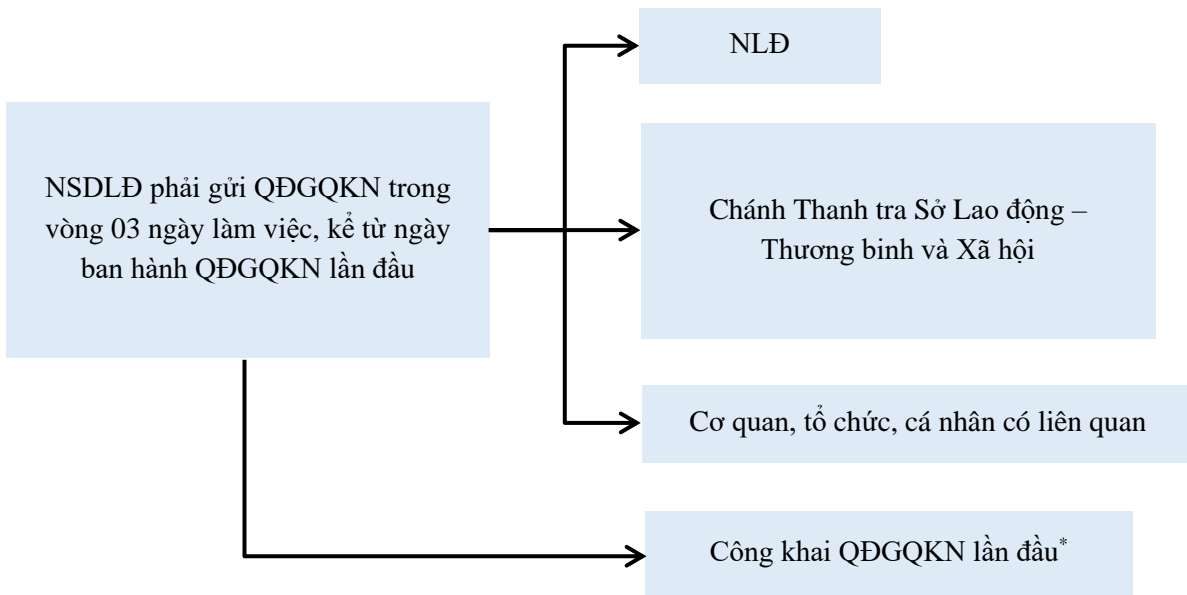 NLĐ
NSDLĐ phải gửi QĐGQKN trong
vòng 03 ngày làm việc, kể từ ngày
ban hành QĐGQKN lần đầu
Chánh Thanh tra Sở Lao động –
Thương binh và Xã hội
Cơ quan, tổ chức, cá nhân có liên quan
Công khai QĐGQKN lần đầu*